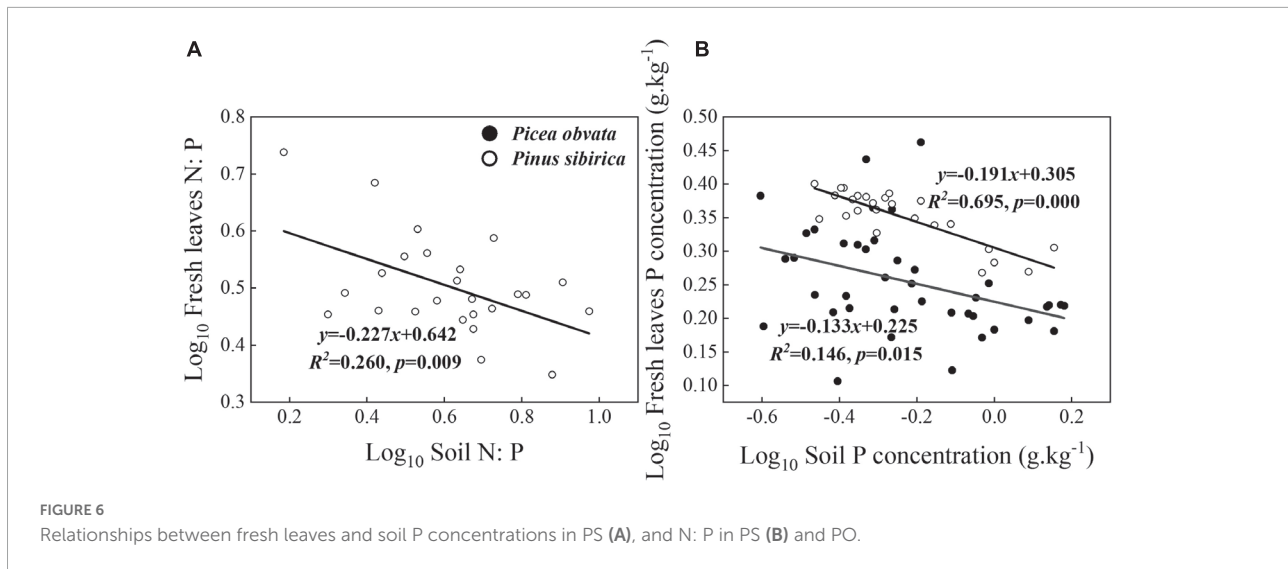 A
B
Log₁₀ Fresh leaves N: P
0.8
0.7
0.6
0.5
0.4
0.3
Picea obvata
Pinus sibirica
y=-0.227x+0.642
R²=0.260, p=0.009
0.2
0.4
0.6
0.8
1.0
Log₁₀ Soil N: P
Log₁₀ Fresh leaves P concentration (g.kg⁻¹)
0.50
0.45
0.40
0.35
0.30
0.25
0.20
0.15
0.10
y=-0.191x+0.305
R²=0.695, p=0.000
y=-0.133x+0.225
R²=0.146, p=0.015
-0.6
-0.4
-0.2
0.0
0.2
Log₁₀ Soil P concentration (g.kg⁻¹)
FIGURE 6
Relationships between fresh leaves and soil P concentrations in PS (A), and N: P in PS (B) and PO.